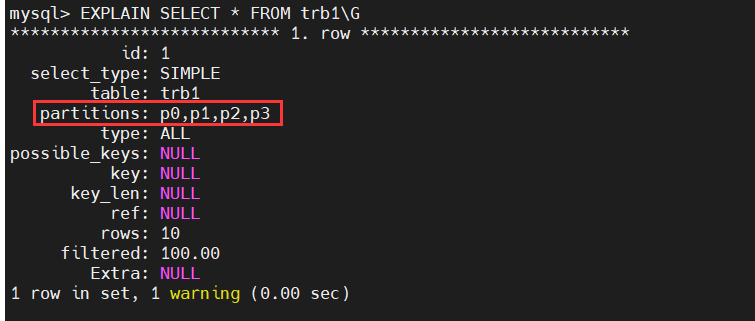 mysql> EXPLAIN SELECT * FROM trb1\G
*************************** 1. row ***************************
id: 1
select_type: SIMPLE
table: trb1
partitions: p0,p1,p2,p3
type: ALL
possible_keys: NULL
key: NULL
key_len: NULL
ref: NULL
rows: 10
filtered: 100.00
Extra: NULL
1 row in set, 1 warning (0.00 sec)